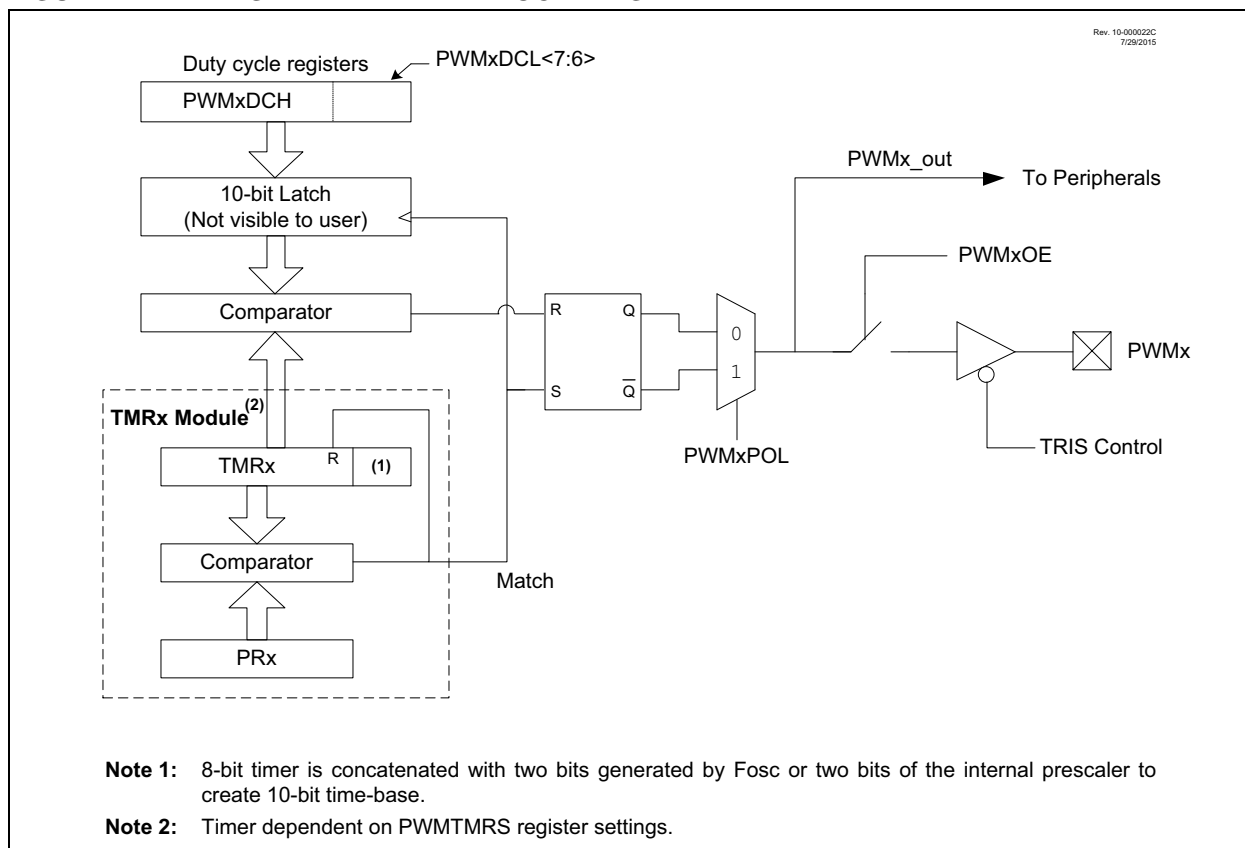 Rev. 10-000022C
7/29/2015
Duty cycle registers
PWMxDCL<7:6>
PWMxDCH
10-bit Latch
(Not visible to user)
Comparator
PWMx_out
To Peripherals
PWMxOE
R
Q
S
Q̅
0
1
PWMx
PWMxPOL
TRIS Control
TMRx Module(2)
TMRx
R
(1)
Comparator
Match
PRx
Note 1: 8-bit timer is concatenated with two bits generated by Fosc or two bits of the internal prescaler to
create 10-bit time-base.
Note 2: Timer dependent on PWMTMRS register settings.